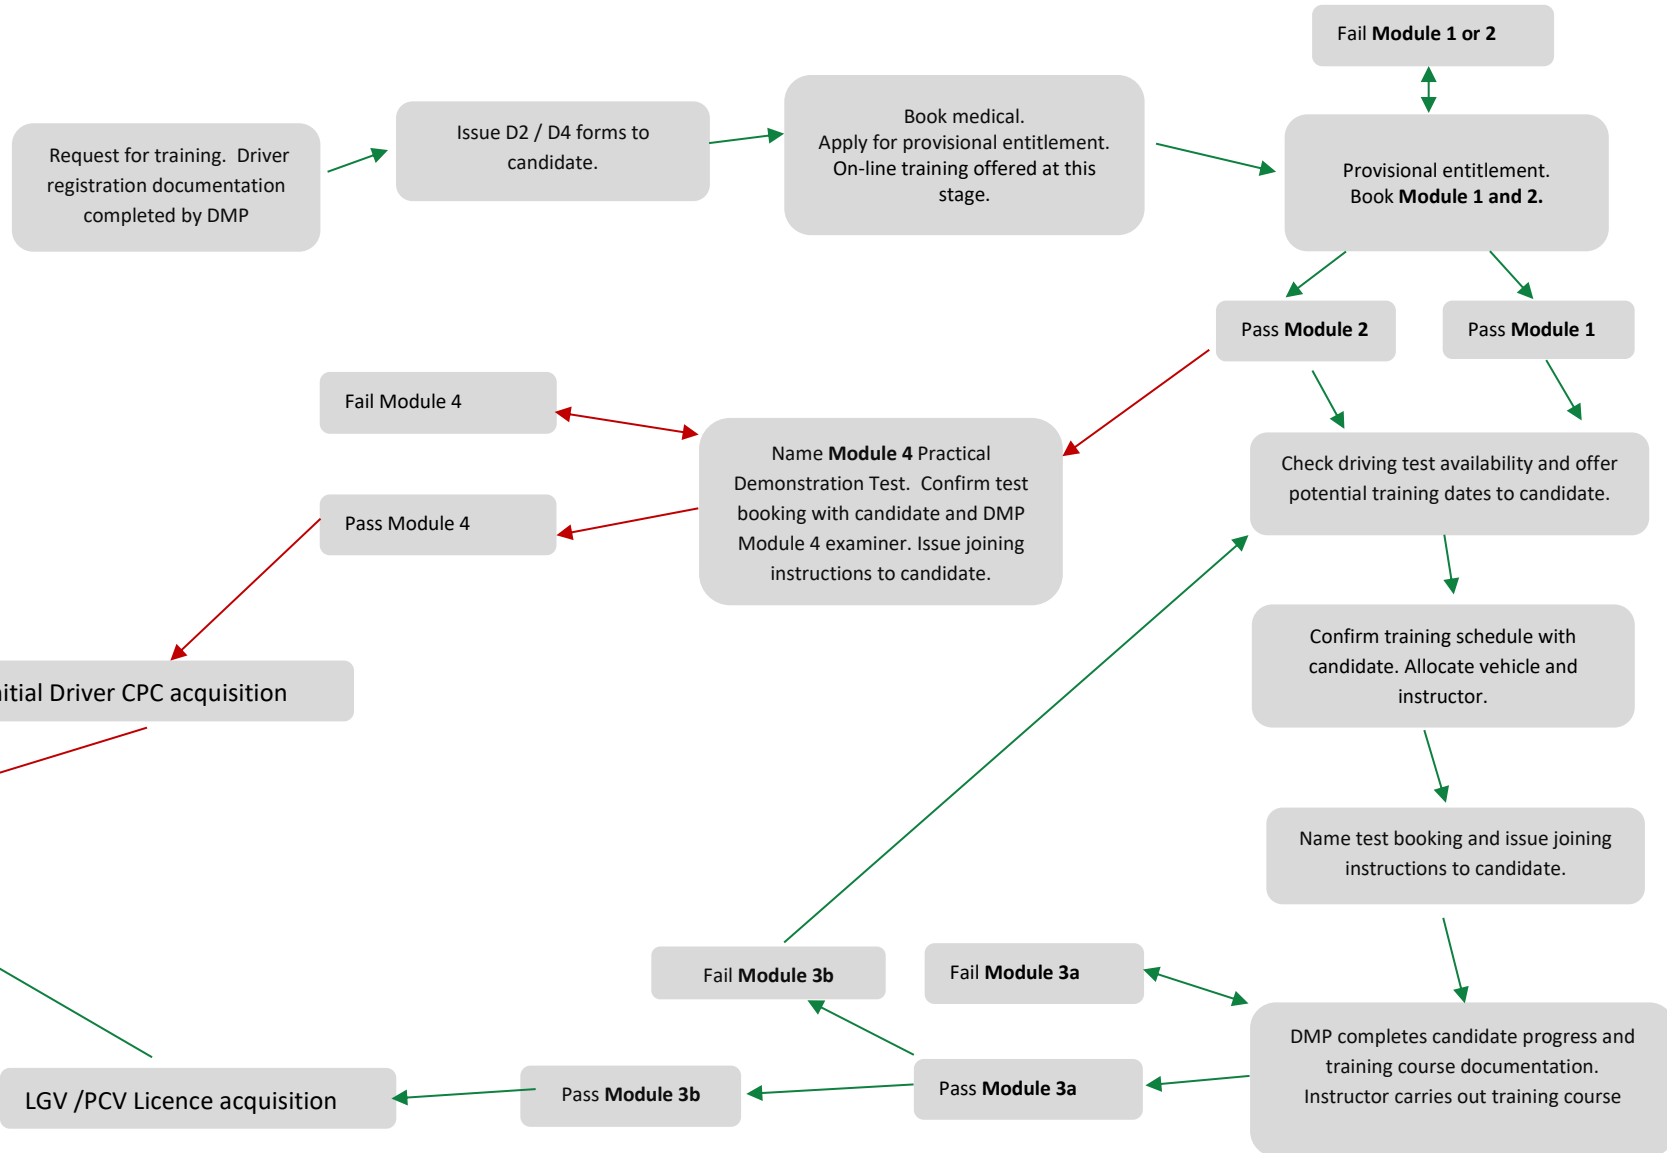 Fail Module 1 or 2
Request for training.  Driver
registration documentation
completed by DMP
Issue D2 / D4 forms to
candidate.
Book medical.
Apply for provisional entitlement.
On-line training offered at this
stage.
Provisional entitlement.
Book Module 1 and 2.
Pass Module 2
Pass Module 1
Fail Module 4
Pass Module 4
Name Module 4 Practical
Demonstration Test.  Confirm test
booking with candidate and DMP
Module 4 examiner. Issue joining
instructions to candidate.
Check driving test availability and offer
potential training dates to candidate.
Confirm training schedule with
candidate. Allocate vehicle and
instructor.
nitial Driver CPC acquisition
Name test booking and issue joining
instructions to candidate.
Fail Module 3b
Fail Module 3a
DMP completes candidate progress and
training course documentation.
Instructor carries out training course
LGV /PCV Licence acquisition
Pass Module 3b
Pass Module 3a